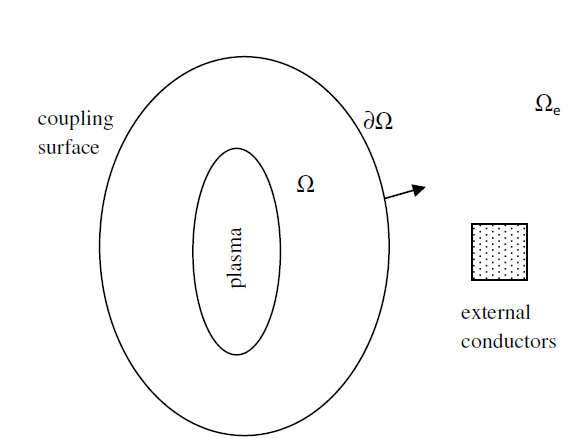 Ωe
coupling
surface
∂Ω
Ω
plasma
external
conductors